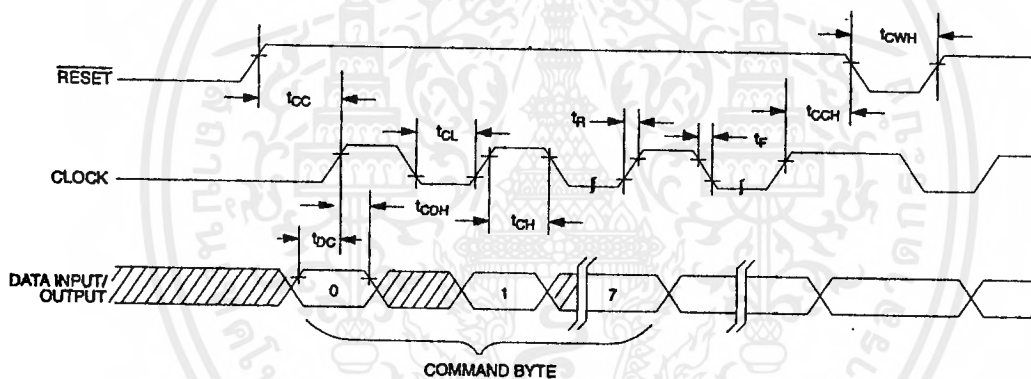 tCWH
RESET
tCC
tCL
tR
tF
tCCH
CLOCK
tCDH
tCH
tDC
DATA INPUT/
OUTPUT
0
1
7
COMMAND BYTE